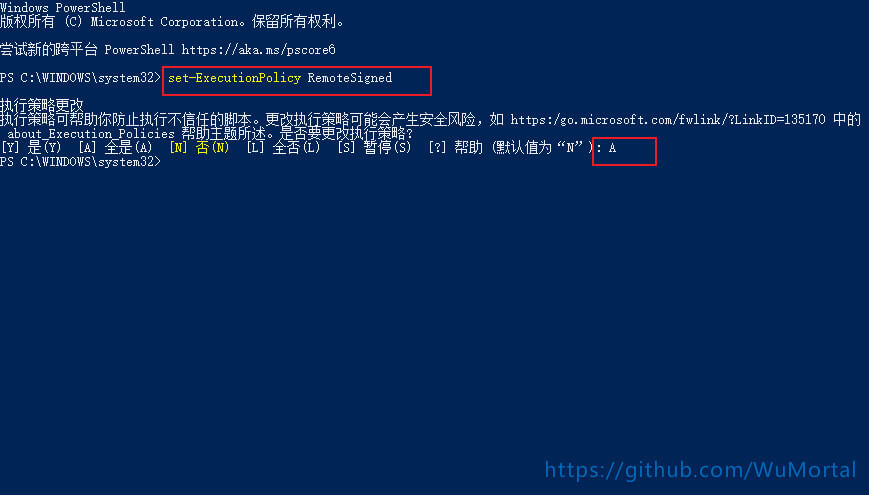 Windows PowerShell
版权所有 (C) Microsoft Corporation。保留所有权利。
尝试新的跨平台 PowerShell https://aka.ms/pscore6
PS C:\WINDOWS\system32> set-ExecutionPolicy RemoteSigned
执行策略更改
执行策略可帮助你防止执行不信任的脚本。更改执行策略可能会产生安全风险，如 https:/go.microsoft.com/fwlink/?LinkID=135170 中的
about_Execution_Policies 帮助主题所述。是否要更改执行策略?
[Y] 是(Y)  [A] 全是(A)  [N] 否(N)  [L] 全否(L)  [S] 暂停(S)  [?] 帮助 (默认值为“N”): A
PS C:\WINDOWS\system32>
https://github.com/WuMortal